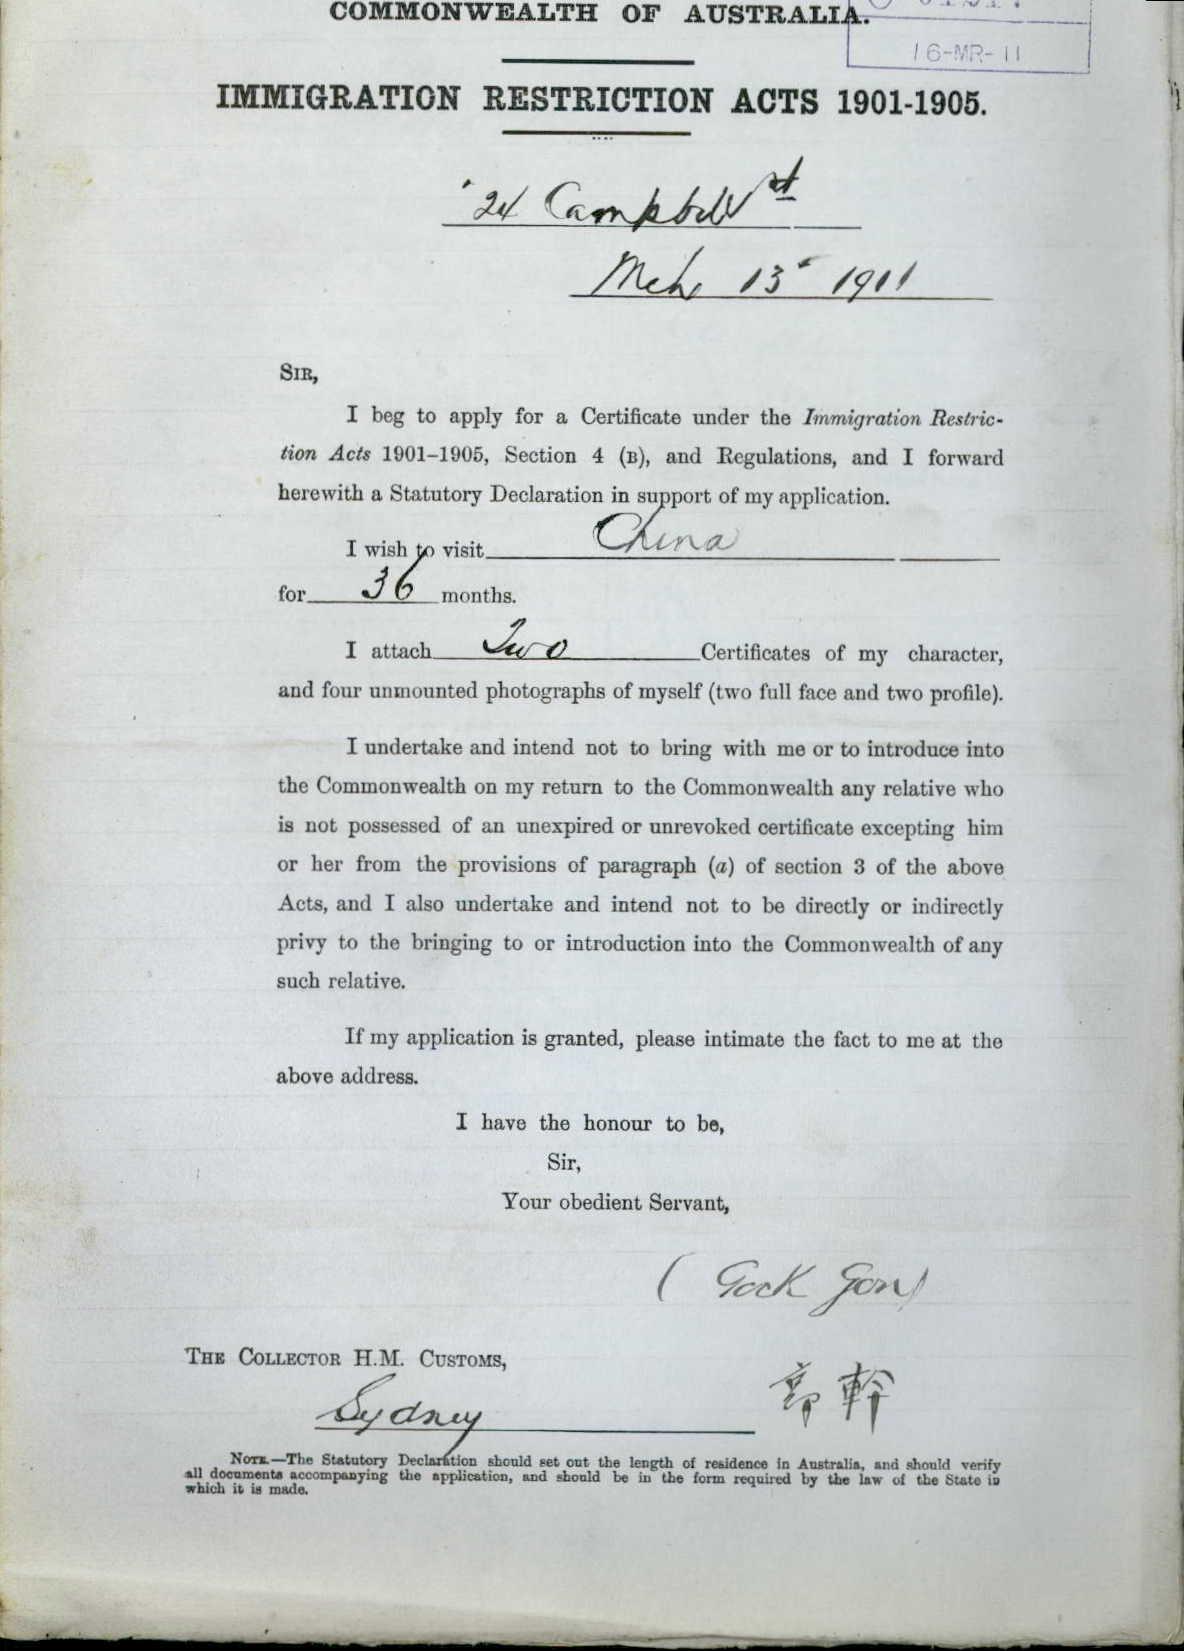 COMMONWEALTH OF AUSTRALIA.
16-MR-11
IMMIGRATION RESTRICTION ACTS 1901-1905.
24 Campbell St
Mch 13 1911
SIR,
I beg to apply for a Certificate under the Immigration Restric-
tion Acts 1901–1905, Section 4 (B), and Regulations, and I forward
herewith a Statutory Declaration in support of my application.
I wish to visit China
for 36 months.
I attach Two Certificates of my character,
and four unmounted photographs of myself (two full face and two profile).
I undertake and intend not to bring with me or to introduce into
the Commonwealth on my return to the Commonwealth any relative who
is not possessed of an unexpired or unrevoked certificate excepting him
or her from the provisions of paragraph (a) of section 3 of the above
Acts, and I also undertake and intend not to be directly or indirectly
privy to the bringing to or introduction into the Commonwealth of any
such relative.
If my application is granted, please intimate the fact to me at the
above address.
I have the honour to be,
Sir,
Your obedient Servant,
(Gock Gon)
THE COLLECTOR H.M. CUSTOMS,
郭幹
Sydney
NOTE.—The Statutory Declaration should set out the length of residence in Australia, and should verify
all documents accompanying the application, and should be in the form required by the law of the State in
which it is made.